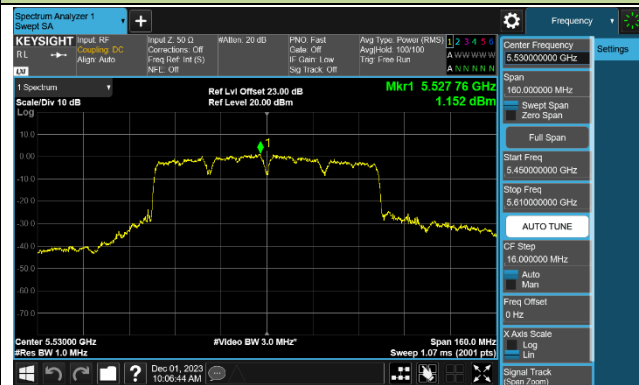 Spectrum Analyzer 1
Swept SA
Frequency
KEYSIGHT
RL
LXI
Input: RF
Coupling: DC
Align: Auto
Input Z: 50 Ω
Corrections: Off
Freq Ref: Int (S)
NFE: Off
#Atten: 20 dB
PNO: Fast
Gate: Off
IF Gain: Low
Sig Track: Off
Avg Type: Power (RMS)
Avg|Hold: 100/100
Trig: Free Run
1 2 3 4 5 6
A W W W W W
A N N N N N
1 Spectrum
Scale/Div 10 dB
Log
Ref Lvl Offset 23.00 dB
Ref Level 20.00 dBm
Mkr1 5.527 76 GHz
1.152 dBm
10.0
0.00
-10.0
-20.0
-30.0
-40.0
-50.0
-60.0
-70.0
1
Center 5.53000 GHz
#Res BW 1.0 MHz
#Video BW 3.0 MHz*
Span 160.0 MHz
Sweep 1.07 ms (2001 pts)
Center Frequency
5.530000000 GHz
Settings
Span
160.000000 MHz
Swept Span
Zero Span
Full Span
Start Freq
5.450000000 GHz
Stop Freq
5.610000000 GHz
AUTO TUNE
CF Step
16.000000 MHz
Auto
Man
Freq Offset
0 Hz
X Axis Scale
Log
Lin
Signal Track
(Span Zoom)
Dec 01, 2023
10:06:44 AM